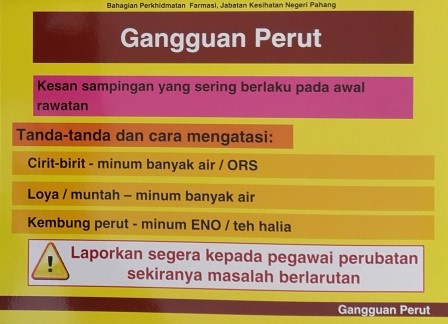 Bahagian Perkhidmatan Farmasi, Jabatan Kesihatan Negeri Pahang
Gangguan Perut
Kesan sampingan yang sering berlaku pada awal
rawatan
Tanda-tanda dan cara mengatasi:
Cirit-birit - minum banyak air / ORS
Loya / muntah – minum banyak air
Kembung perut - minum ENO / teh halia
! Laporkan segera kepada pegawai perubatan
sekiranya masalah berlarutan
Gangguan Perut